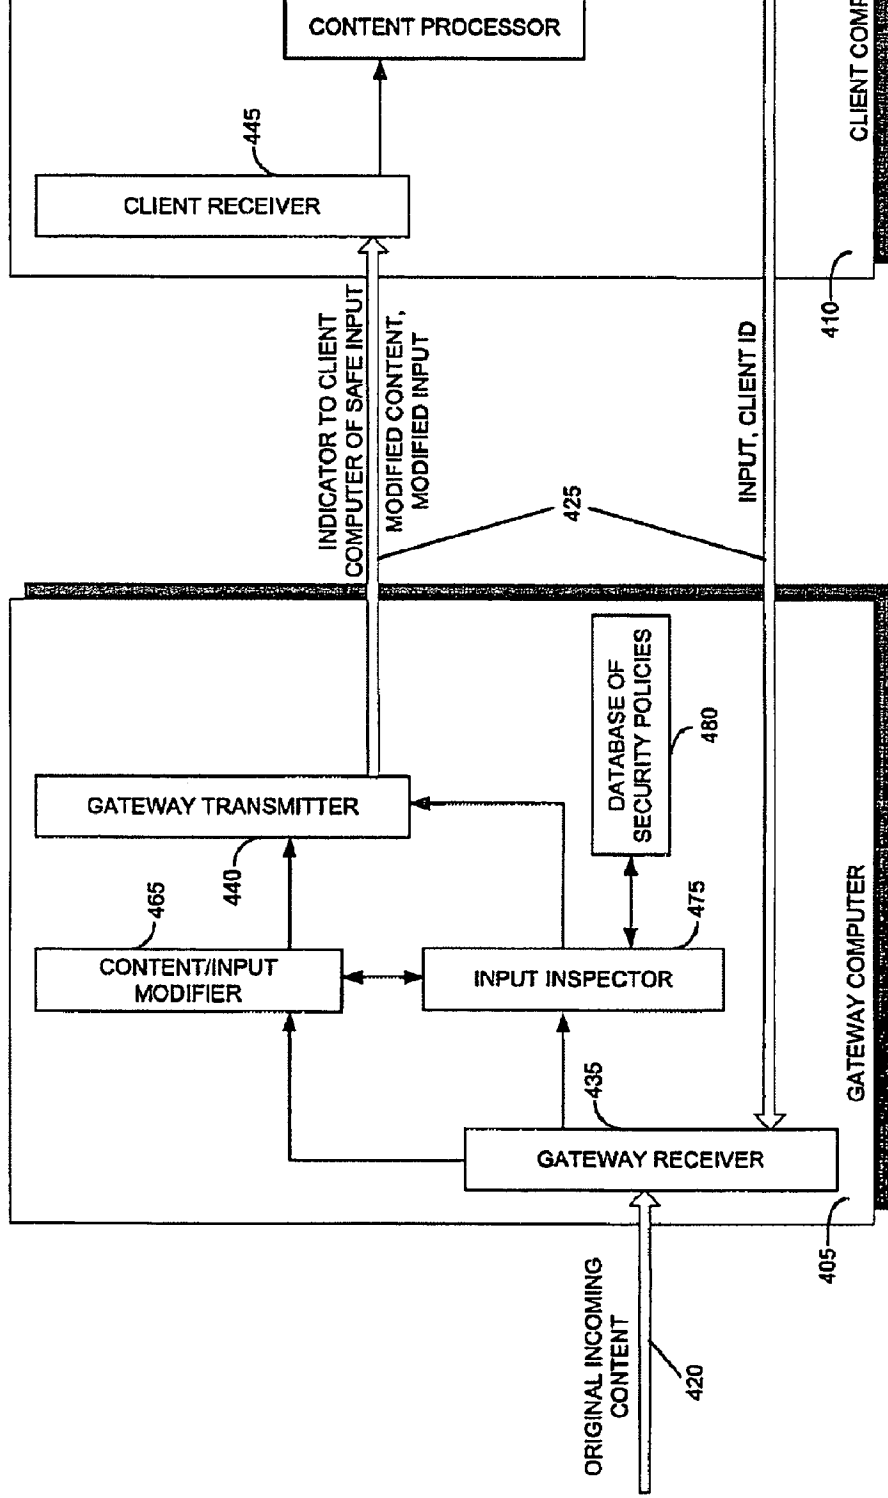 CONTENT PROCESSOR
445
CLIENT RECEIVER
410
INDICATOR TO CLIENT
COMPUTER OF SAFE INPUT
MODIFIED CONTENT,
MODIFIED INPUT
INPUT, CLIENT ID
425
GATEWAY TRANSMITTER
440
DATABASE OF
SECURITY POLICIES
480
465
CONTENT/INPUT
MODIFIER
INPUT INSPECTOR
475
GATEWAY COMPUTER
435
GATEWAY RECEIVER
405
ORIGINAL INCOMING
CONTENT
420
CLIENT